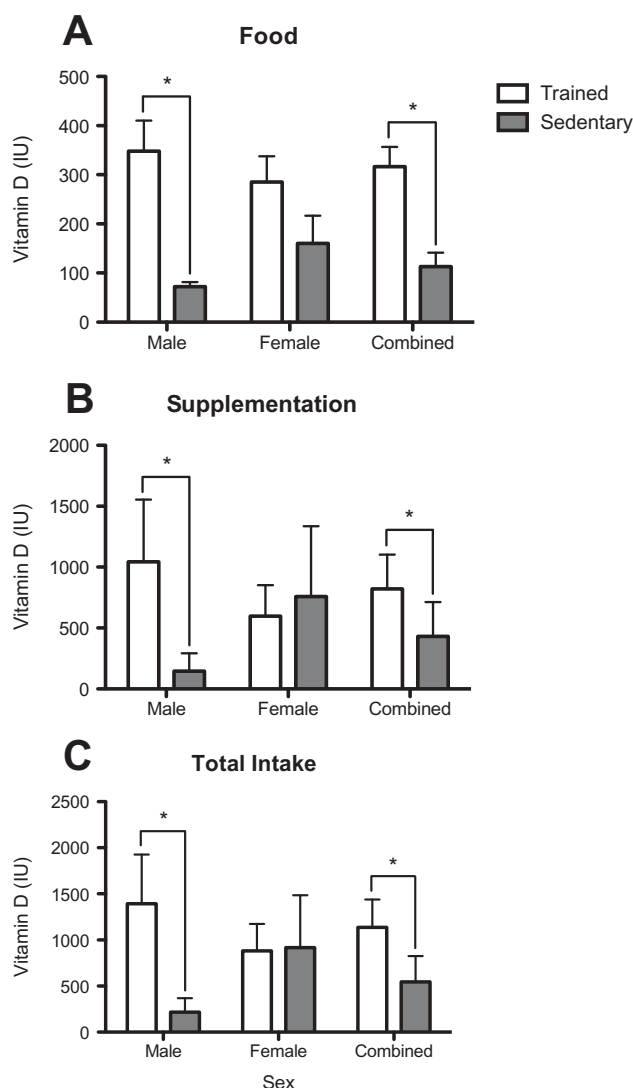 A
Food
500
400
300
200
100
0
Vitamin D (IU)
*
*
Male
Female
Combined
Trained
Sedentary
B
Supplementation
2000
1500
1000
500
0
Vitamin D (IU)
*
*
Male
Female
Combined
C
Total Intake
2500
2000
1500
1000
500
0
Vitamin D (IU)
*
*
Male
Female
Combined
Sex